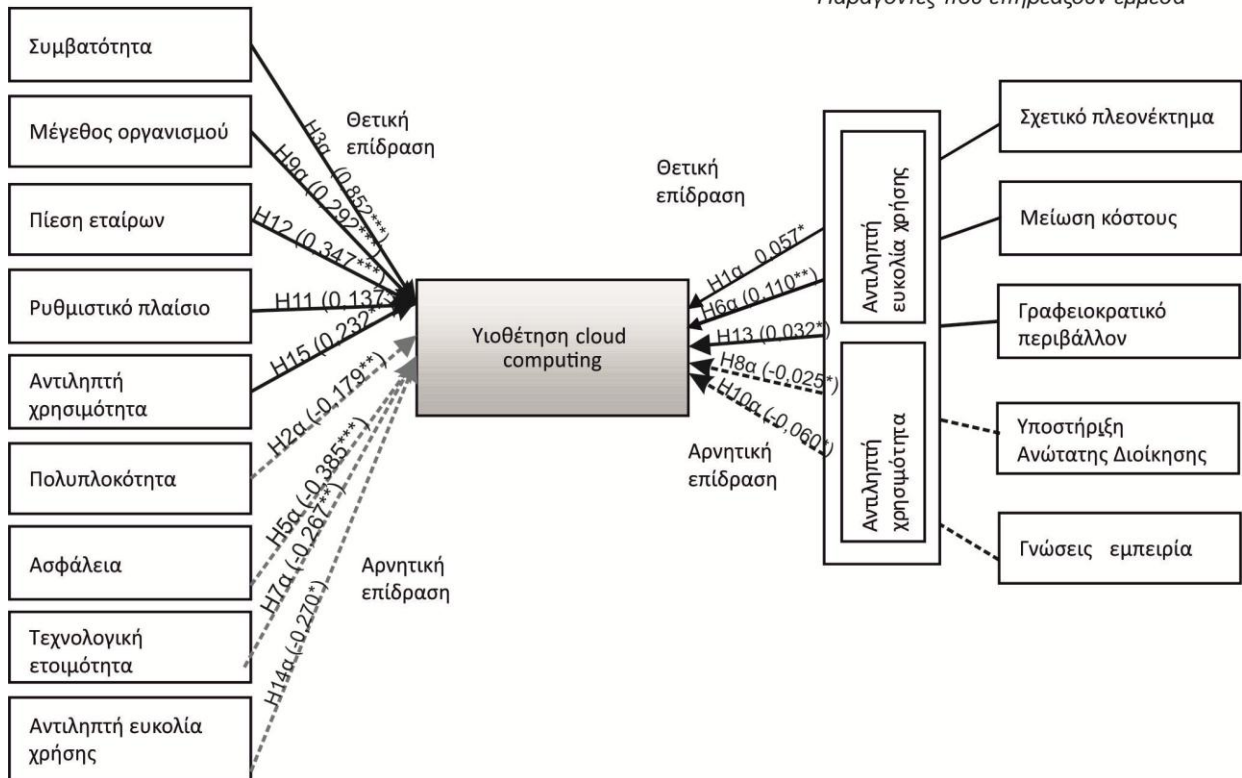 Παράγοντες που επηρεάζουν έμμεσα
Συμβατότητα
Μέγεθος οργανισμού
Πίεση εταίρων
Ρυθμιστικό πλαίσιο
Αντιληπτή
χρησιμότητα
Πολυπλοκότητα
Ασφάλεια
Τεχνολογική
ετοιμότητα
Αντιληπτή ευκολία
χρήσης
Θετική
επίδραση
H3α (0,852***)
H9α (0,292***)
H12 (0,347***)
H11 (0,137
H15 (0,232*
H2α (-0,179**)
H5α (-0,385***)
H7α (-0,267**)
H14α (-0,270*)
Αρνητική
επίδραση
Υιοθέτηση cloud
computing
Θετική
επίδραση
H1α 0,057*
H6α (0,110**)
H13 (0,032*)
H8α (-0,025*)
H10α (-0,060*)
Αρνητική
επίδραση
Αντιληπτή
ευκολία χρήσης
Αντιληπτή
χρησιμότητα
Σχετικό πλεονέκτημα
Μείωση κόστους
Γραφειοκρατικό
περιβάλλον
Υποστήριξη
Ανώτατης Διοίκησης
Γνώσεις εμπειρία